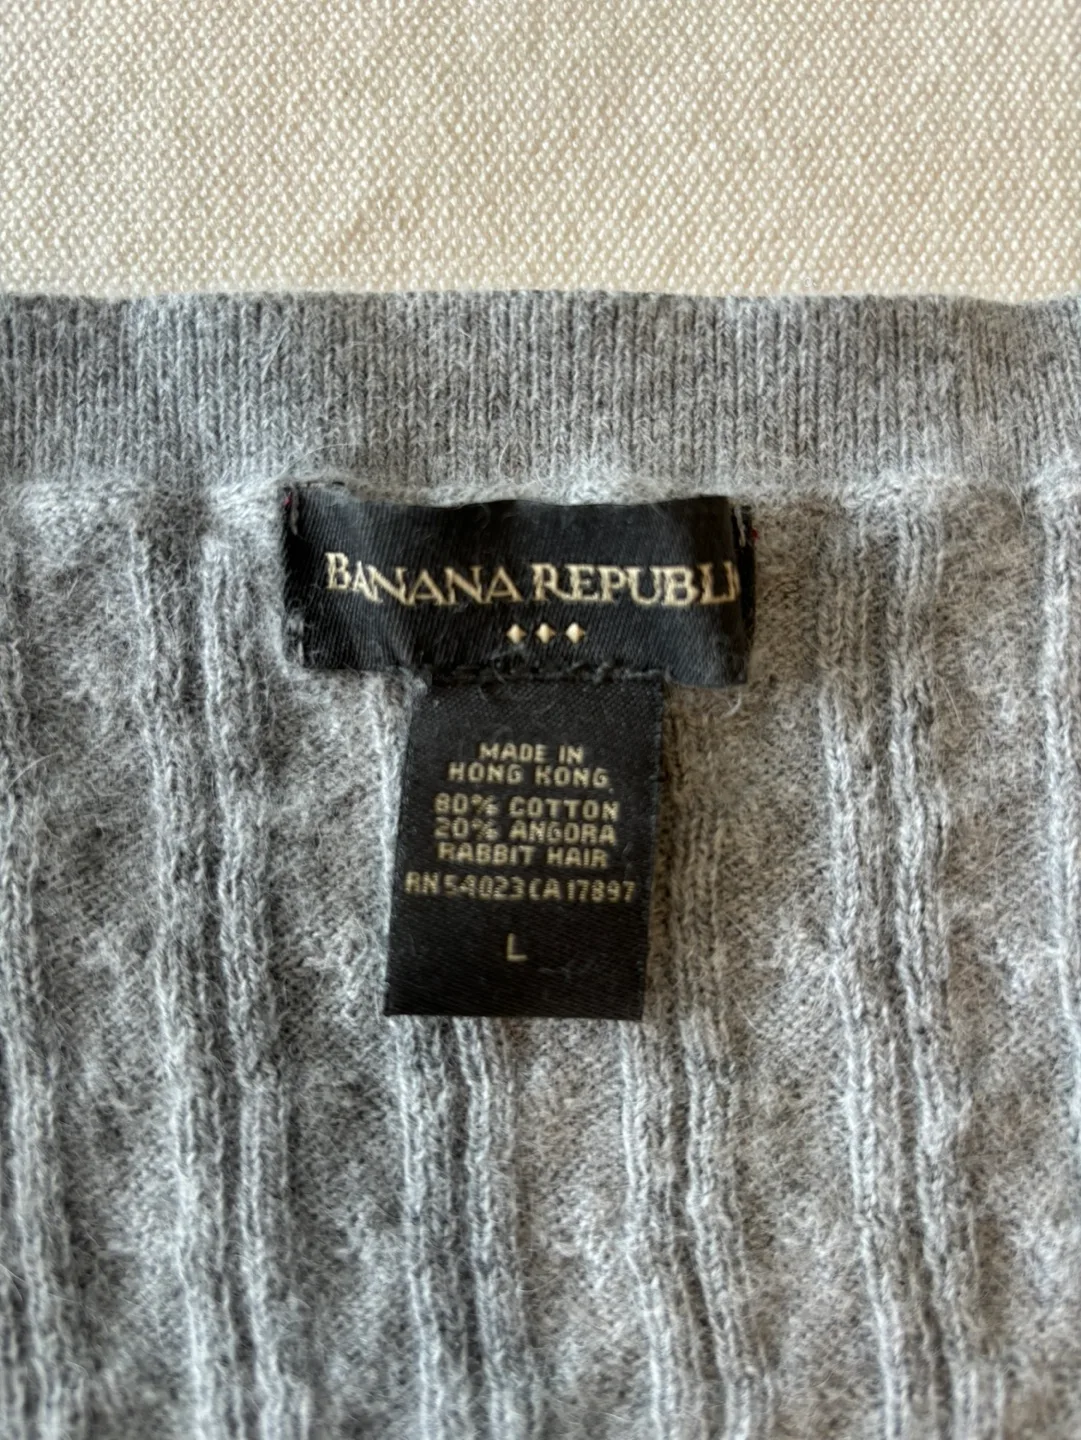 BANANA REPUBLI
MADE IN
HONG KONG
80% COTTON
20% ANGORA
RABBIT HAIR
RN 54023 CA 17897
L